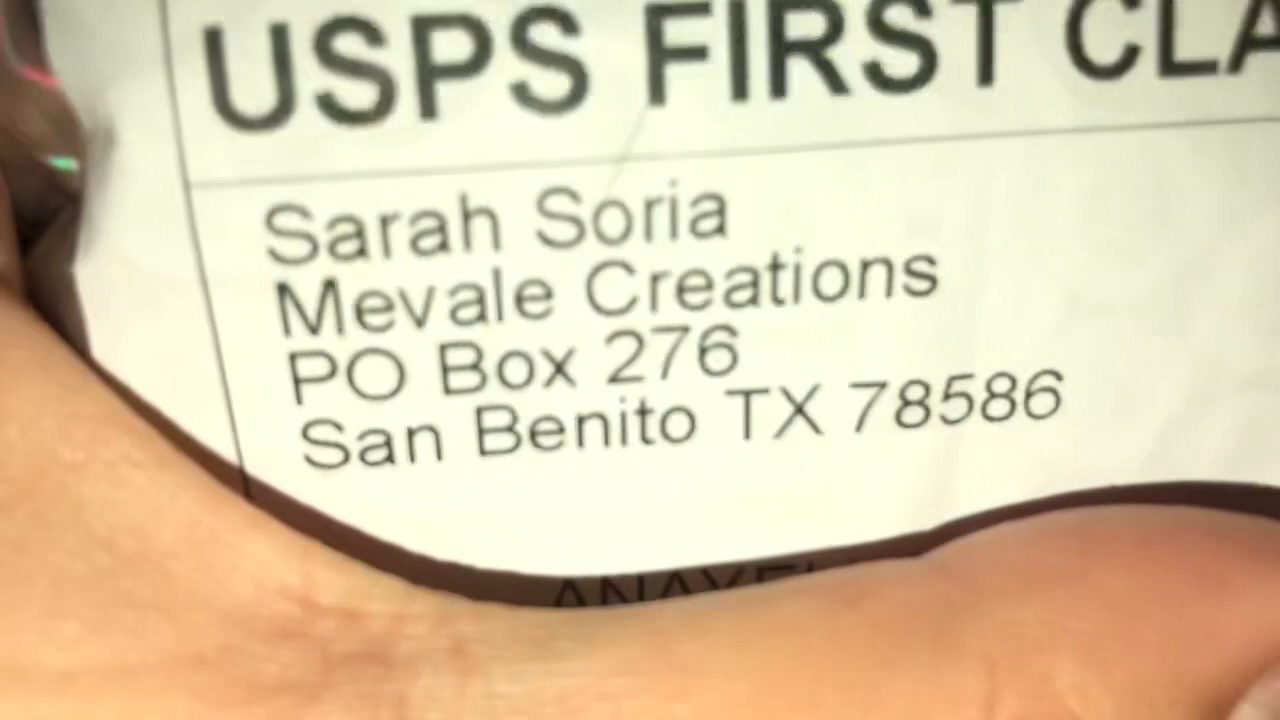 USPS FIRST CLA
Sarah Soria
Mevale Creations
PO Box 276
San Benito TX 78586